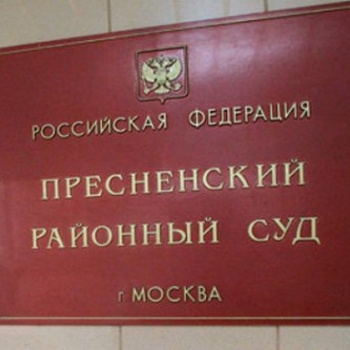 РОССИЙСКАЯ ФЕДЕРАЦИЯ
ПРЕСНЕНСКИЙ
РАЙОННЫЙ СУД
г МОСКВА